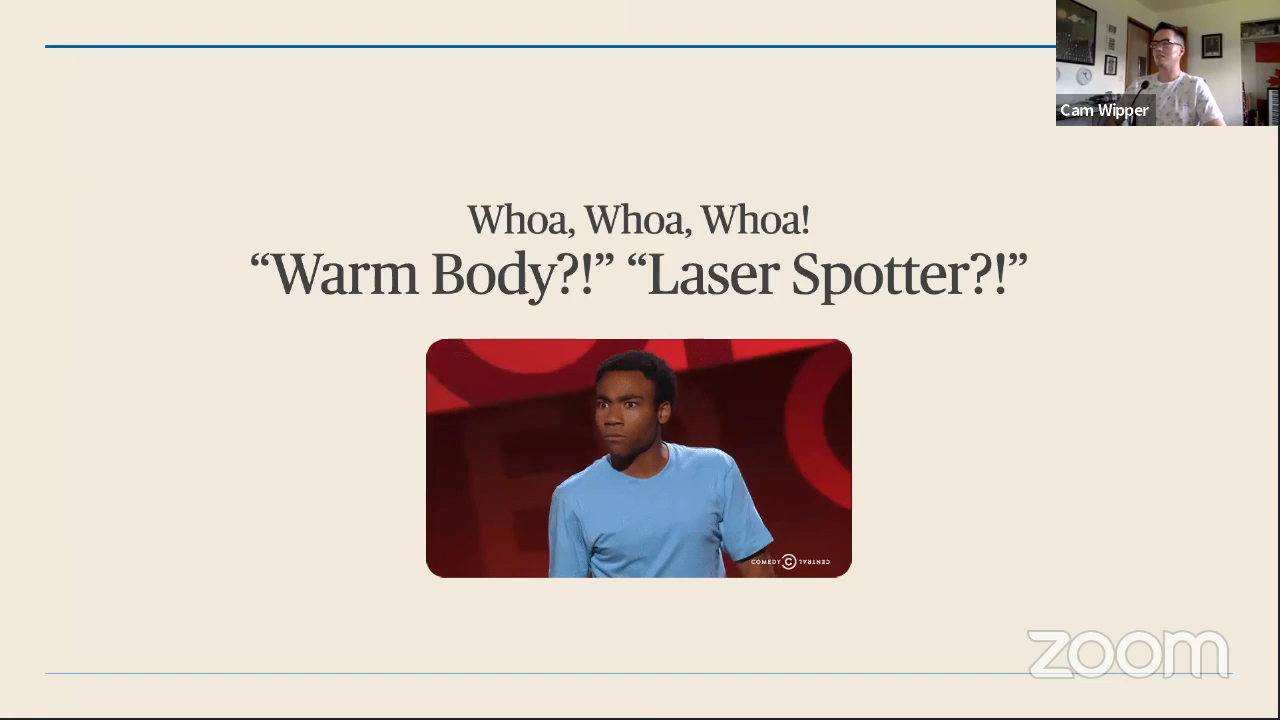 Cam Wipper
Whoa, Whoa, Whoa!
“Warm Body?!” “Laser Spotter?!”
COMEDY CENTRAL
zoom